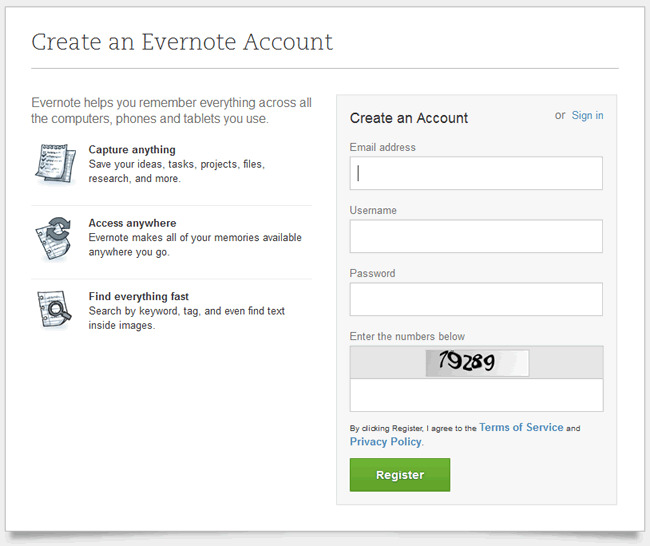 Create an Evernote Account
Evernote helps you remember everything across all
the computers, phones and tablets you use.
Capture anything
Save your ideas, tasks, projects, files,
research, and more.
Access anywhere
Evernote makes all of your memories available
anywhere you go.
Find everything fast
Search by keyword, tag, and even find text
inside images.
Create an Account
or Sign in
Email address
Username
Password
Enter the numbers below
79289
By clicking Register, I agree to the Terms of Service and
Privacy Policy.
Register